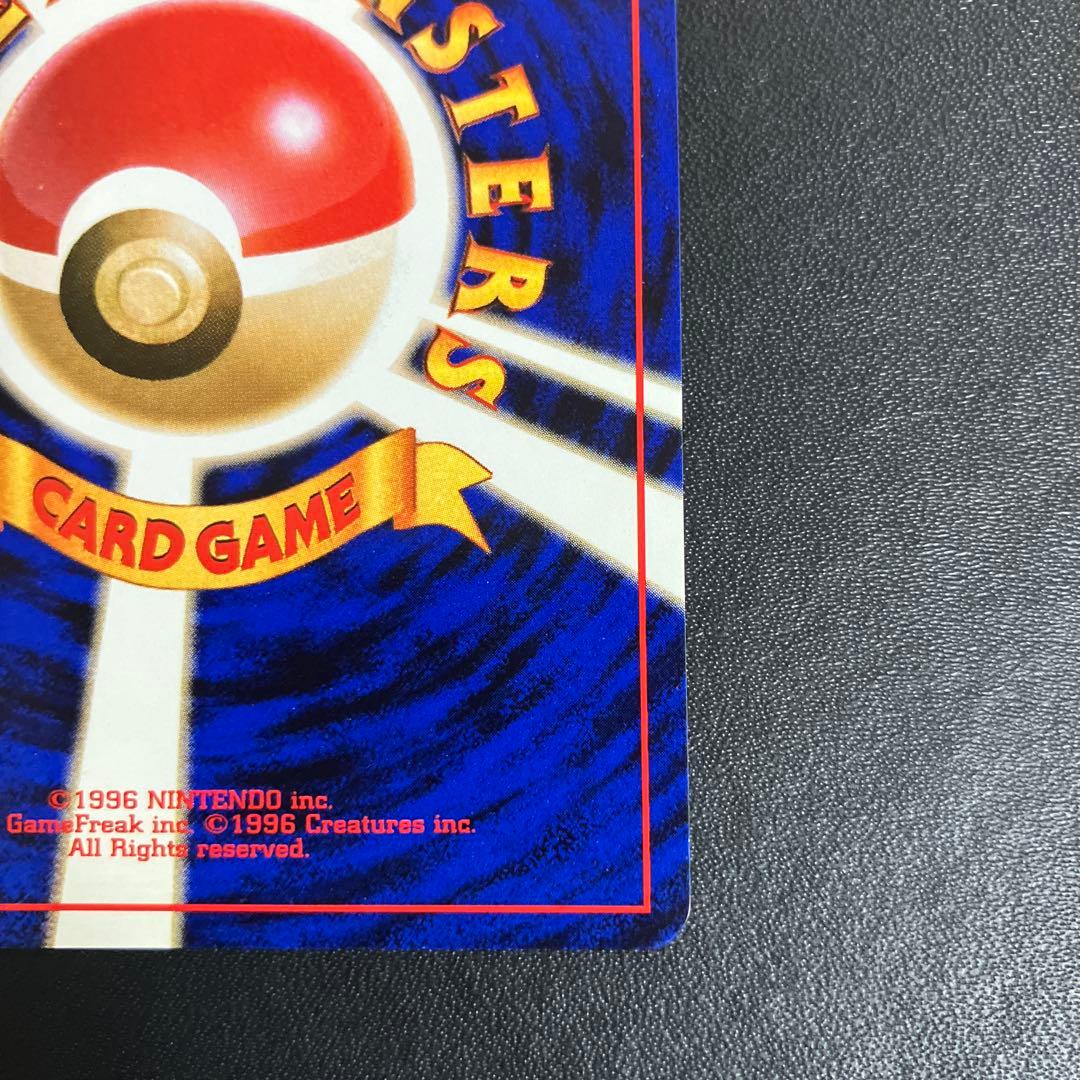 STERS
CARD GAME
©1996 NINTENDO inc.
GameFreak inc. ©1996 Creatures inc.
All Rights reserved.